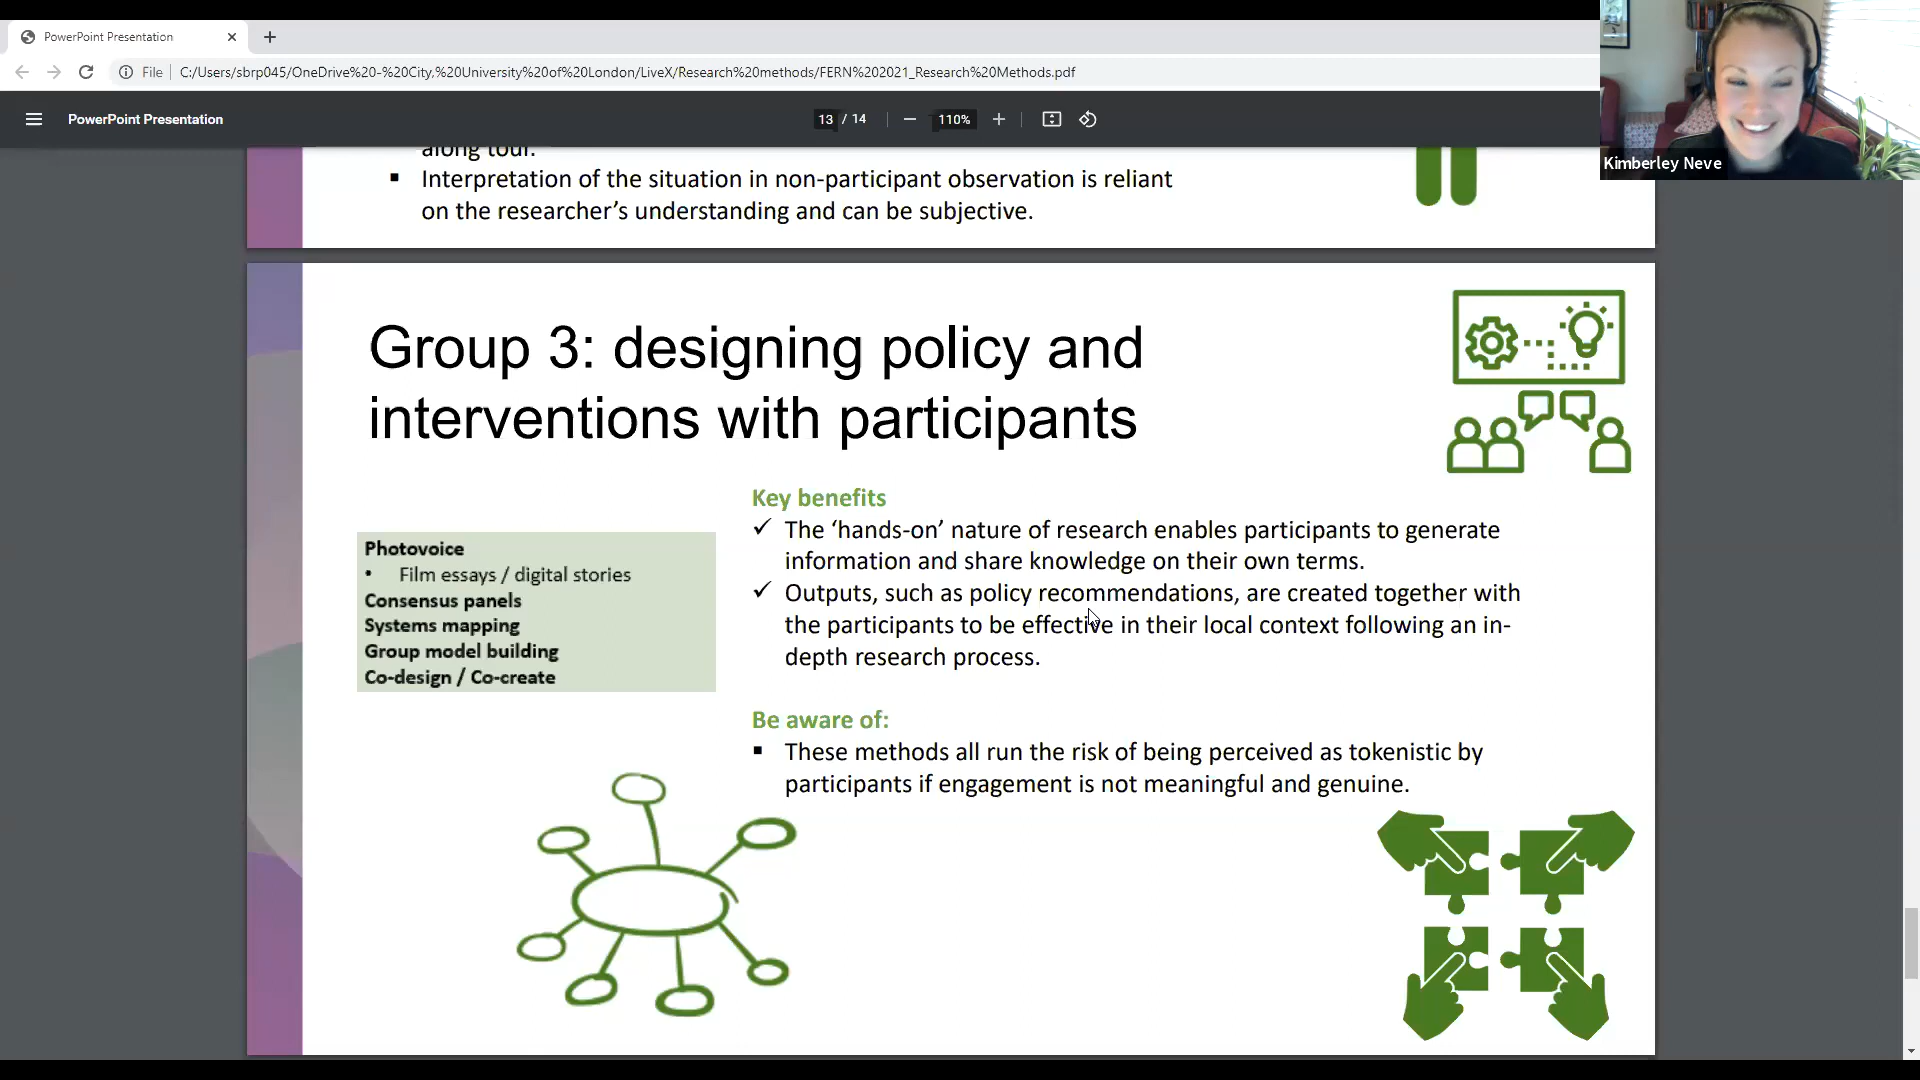 PowerPoint Presentation
File
C:/Users/sbrp045/OneDrive%20-%20City,%20University%20of%20London/LiveX/Research%20methods/FERN%202021_Research%20Methods.pdf
PowerPoint Presentation
13 / 14
110%
Kimberley Neve
along tour.
▪ Interpretation of the situation in non-participant observation is reliant
on the researcher's understanding and can be subjective.
Group 3: designing policy and
interventions with participants
Photovoice
• Film essays / digital stories
Consensus panels
Systems mapping
Group model building
Co-design / Co-create
Key benefits
✓ The ‘hands-on’ nature of research enables participants to generate
information and share knowledge on their own terms.
✓ Outputs, such as policy recommendations, are created together with
the participants to be effective in their local context following an in-
depth research process.
Be aware of:
▪ These methods all run the risk of being perceived as tokenistic by
participants if engagement is not meaningful and genuine.